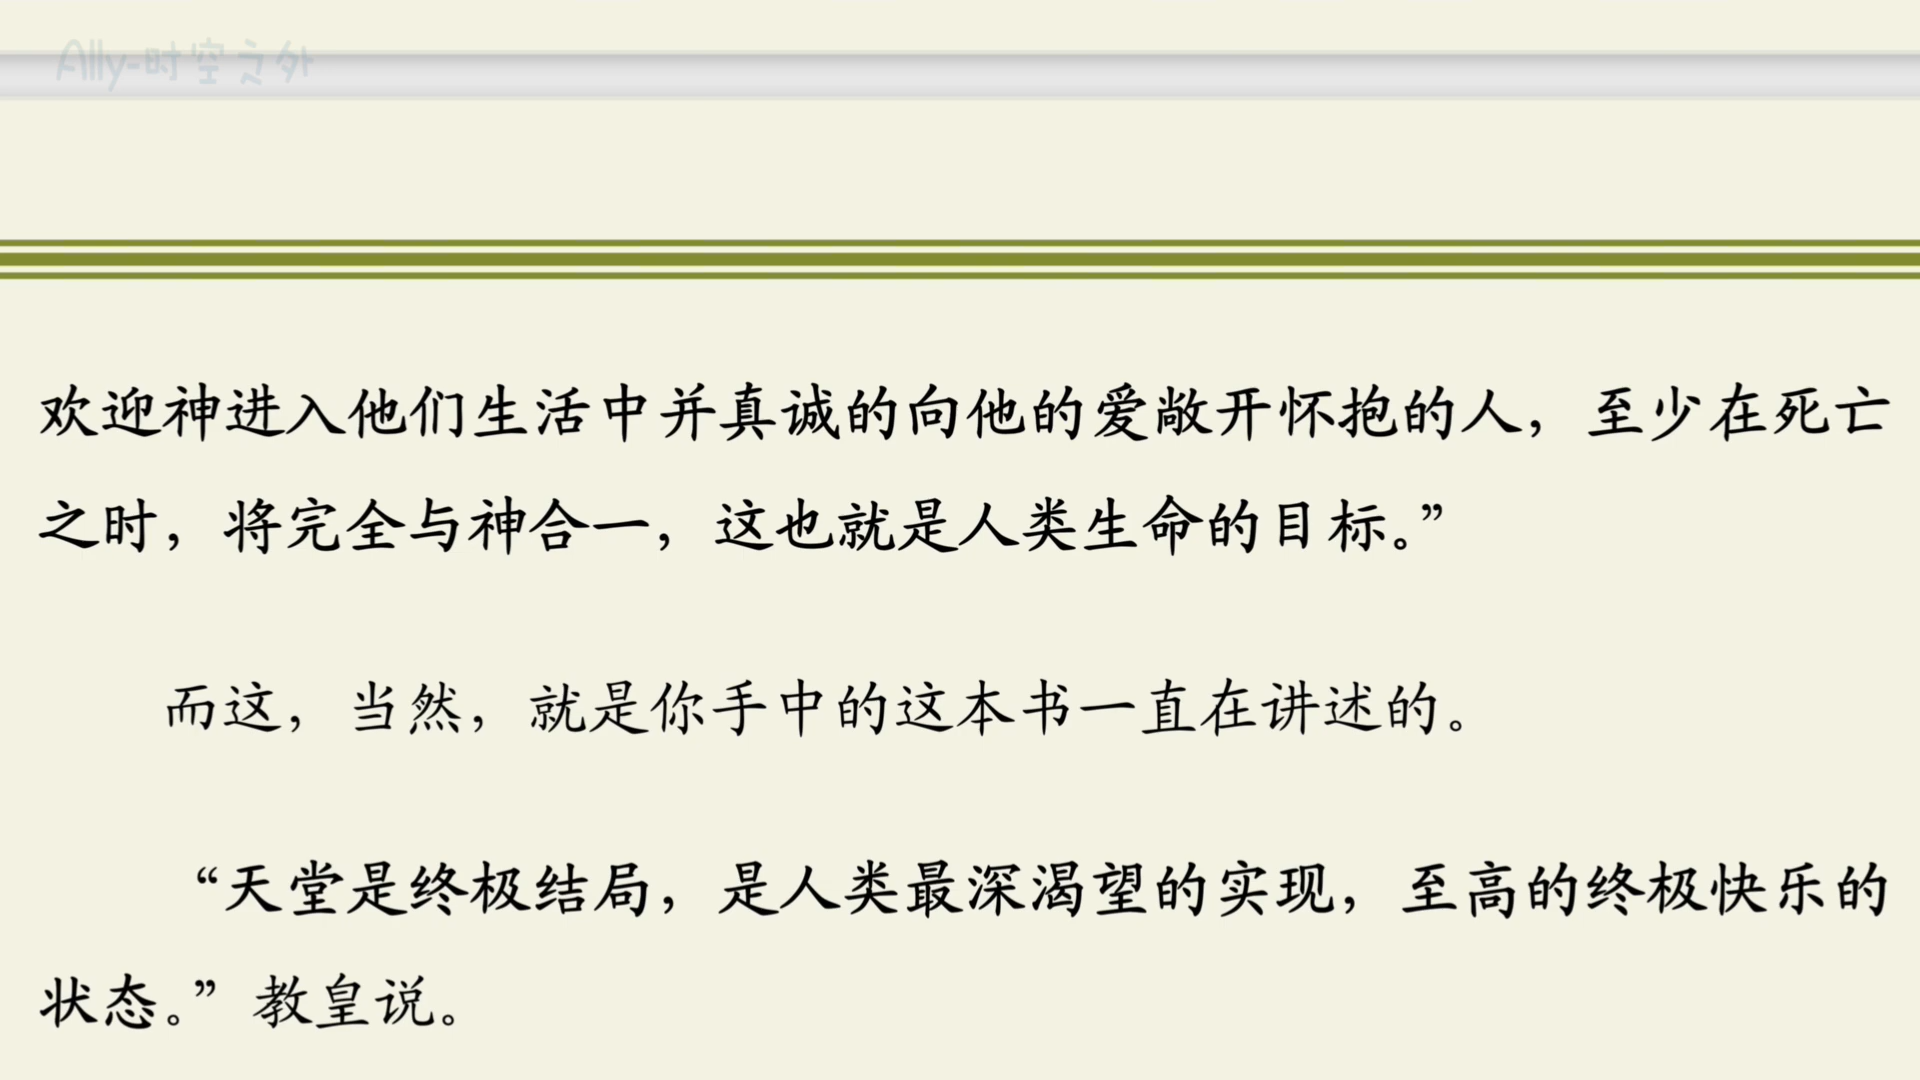 Ally-时空之外
欢迎神进入他们生活中并真诚的向他的爱敞开怀抱的人，至少在死亡
之时，将完全与神合一，这也就是人类生命的目标。”
而这，当然，就是你手中的这本书一直在讲述的。
“天堂是终极结局，是人类最深渴望的实现，至高的终极快乐的
状态。”教皇说。